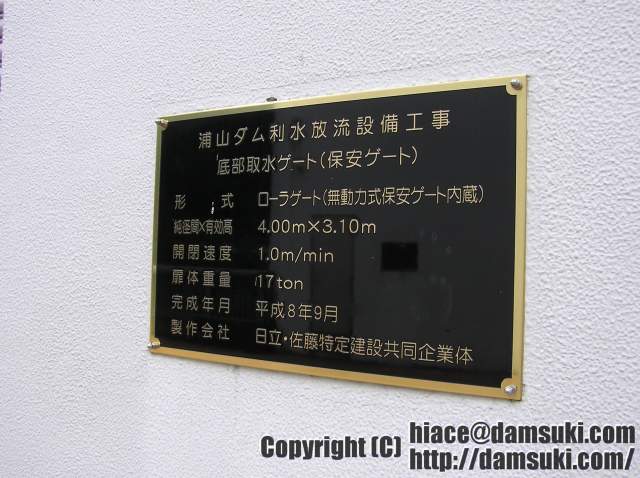 浦山ダム利水放流設備工事
底部取水ゲート(保安ゲート)
形 式 ローラゲート(無動力式保安ゲート内蔵)
純径間×有効高 4.00m×3.10m
開閉速度 1.0m/min
扉体重量 17ton
完成年月 平成8年9月
製作会社 日立・佐藤特定建設共同企業体
Copyright (C) hiace@damsuki.com
http://damsuki.com/